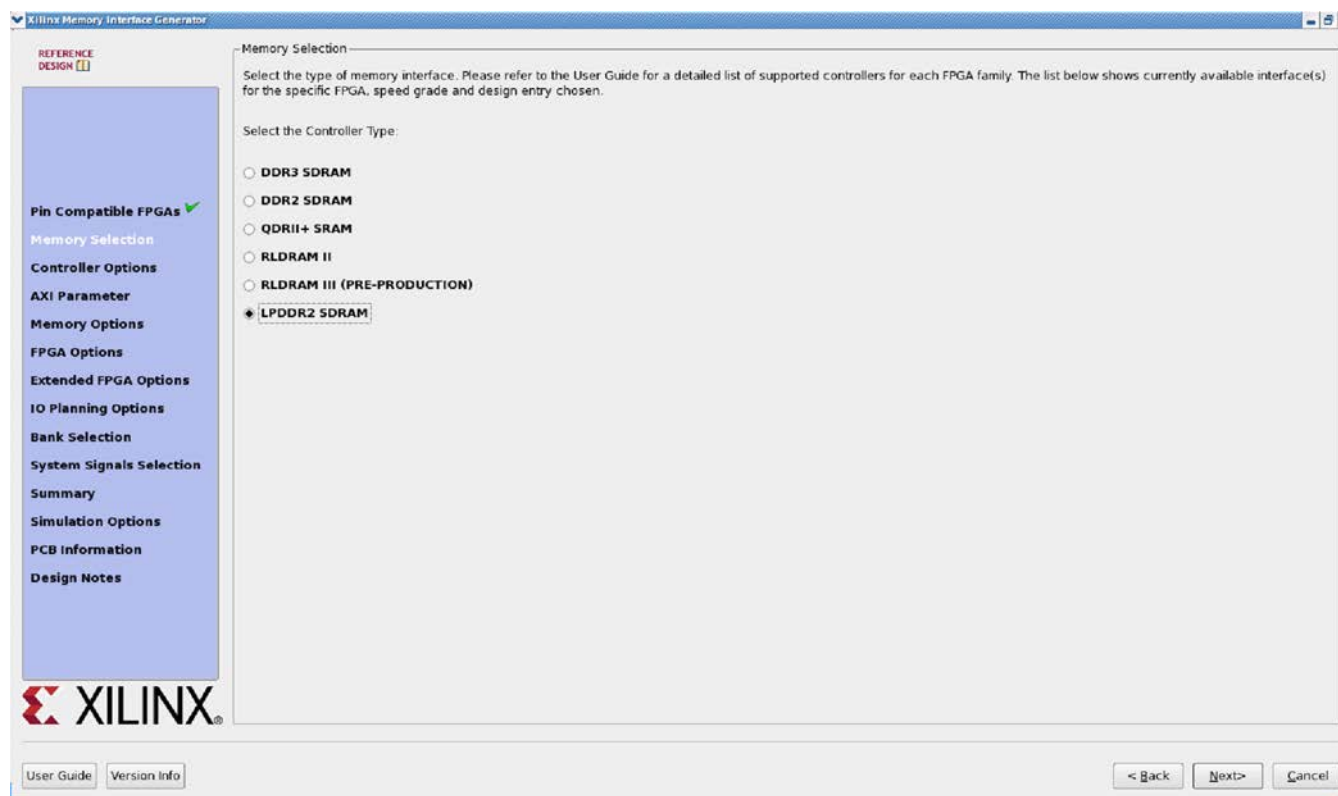 Xilinx Memory Interface Generator
REFERENCE
DESIGN
Pin Compatible FPGAs
Memory Selection
Controller Options
AXI Parameter
Memory Options
FPGA Options
Extended FPGA Options
IO Planning Options
Bank Selection
System Signals Selection
Summary
Simulation Options
PCB Information
Design Notes
XILINX®
Memory Selection
Select the type of memory interface. Please refer to the User Guide for a detailed list of supported controllers for each FPGA family. The list below shows currently available interface(s)
for the specific FPGA, speed grade and design entry chosen.
Select the Controller Type:
DDR3 SDRAM
DDR2 SDRAM
QDRII+ SRAM
RLDRAM II
RLDRAM III (PRE-PRODUCTION)
LPDDR2 SDRAM
User Guide Version Info < Back Next> Cancel